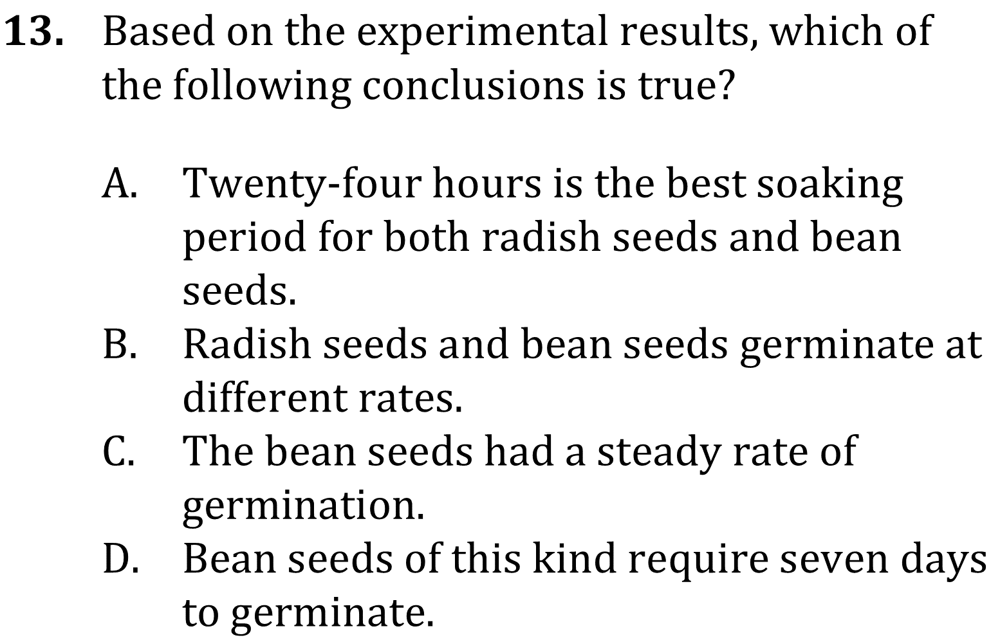 13. Based on the experimental results, which of
the following conclusions is true?
A. Twenty-four hours is the best soaking
period for both radish seeds and bean
seeds.
B. Radish seeds and bean seeds germinate at
different rates.
C. The bean seeds had a steady rate of
germination.
D. Bean seeds of this kind require seven days
to germinate.